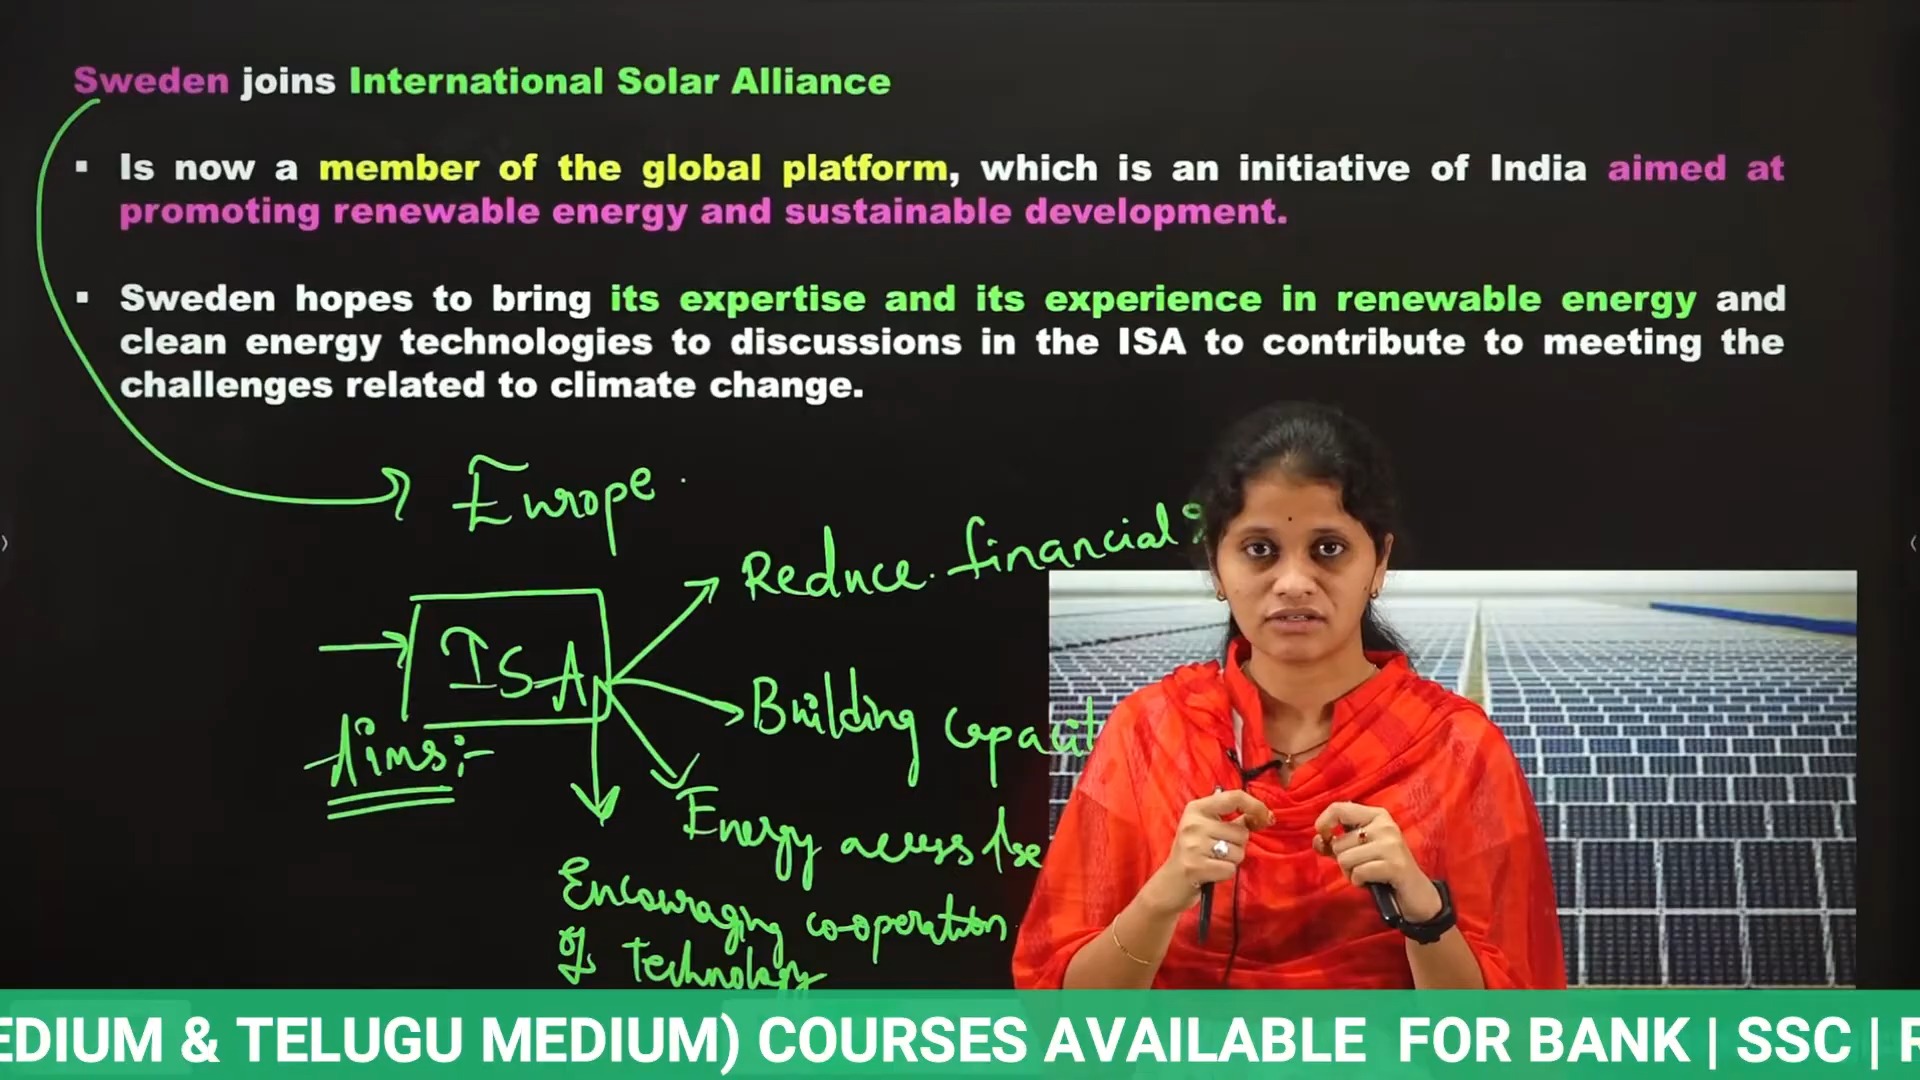 Sweden joins International Solar Alliance
▪ Is now a member of the global platform, which is an initiative of India aimed at
promoting renewable energy and sustainable development.
▪ Sweden hopes to bring its expertise and its experience in renewable energy and
clean energy technologies to discussions in the ISA to contribute to meeting the
challenges related to climate change.
Europe.
Reduce financial
ISA
Building
Aims:-
Energy access
Encouraging co-operation
of Technology
MEDIUM & TELUGU MEDIUM) COURSES AVAILABLE FOR BANK | SSC |